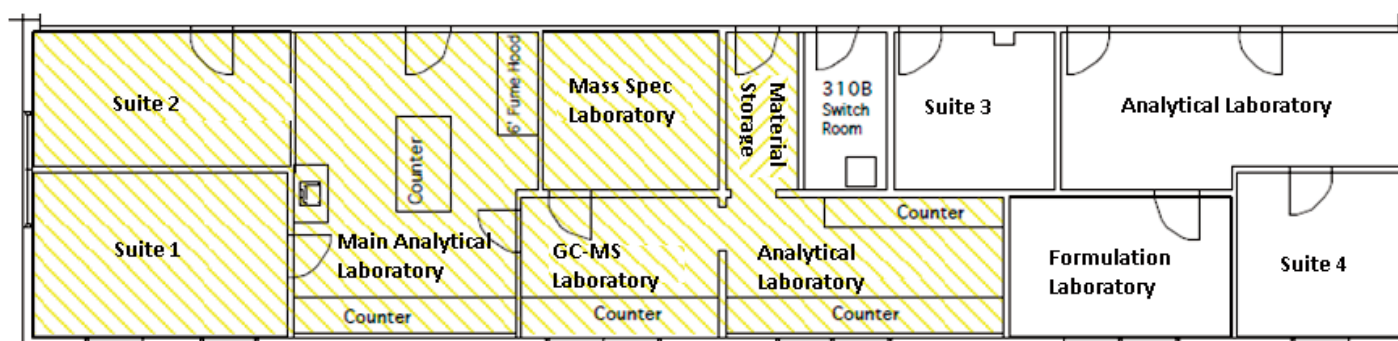 Suite 2
6' Fume Hood
Counter
Mass Spec
Laboratory
Material
Storage
310B
Switch
Room
Suite 3
Analytical Laboratory
Suite 1
Main Analytical
Laboratory
Counter
GC-MS
Laboratory
Counter
Counter
Analytical
Laboratory
Counter
Formulation
Laboratory
Suite 4